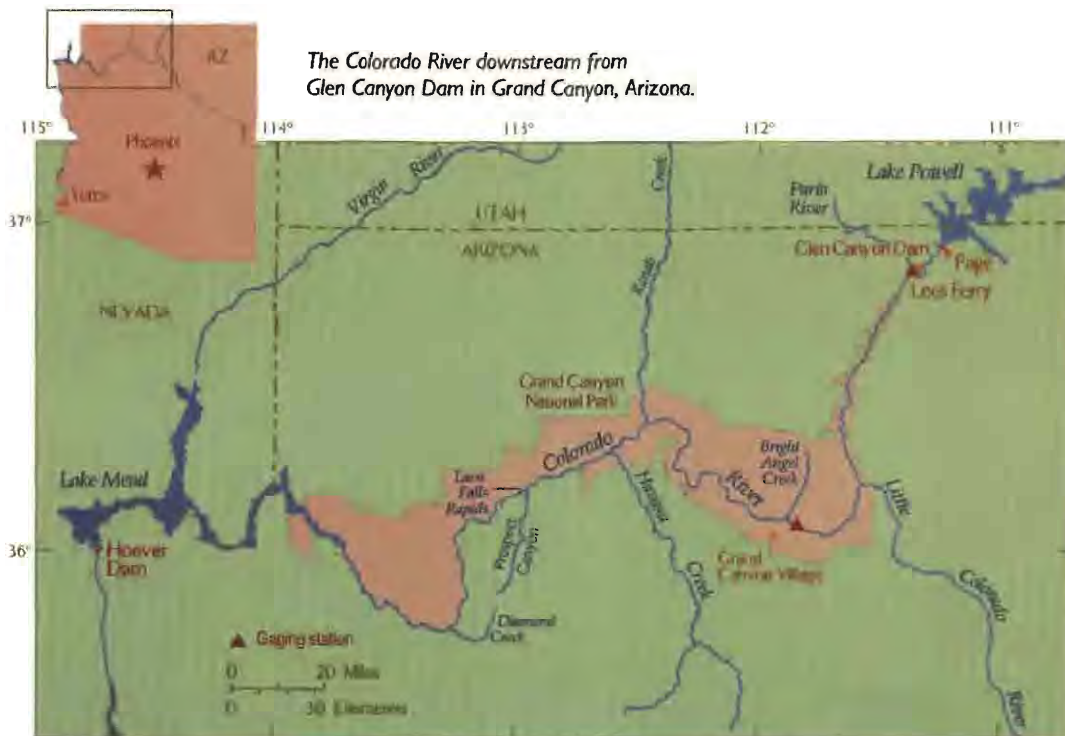 The Colorado River downstream from
Glen Canyon Dam in Grand Canyon, Arizona.
AZ
Phoenix
Yuma
115°
114°
113°
112°
111°
37°
36°
Virgin River
UTAH
ARIZONA
NEVADA
Kanab Creek
Paria
River
Lake Powell
Glen Canyon Dam
Page
Lees Ferry
Grand Canyon
National Park
Colorado River
Bright
Angel
Creek
Little Colorado River
Lava
Falls
Rapids
Prospect
Canyon
Havasu Creek
Grand
Canyon Village
Lake Mead
Hoover
Dam
Diamond
Creek
Gaging station
0 20 Miles
0 30 Kilometers